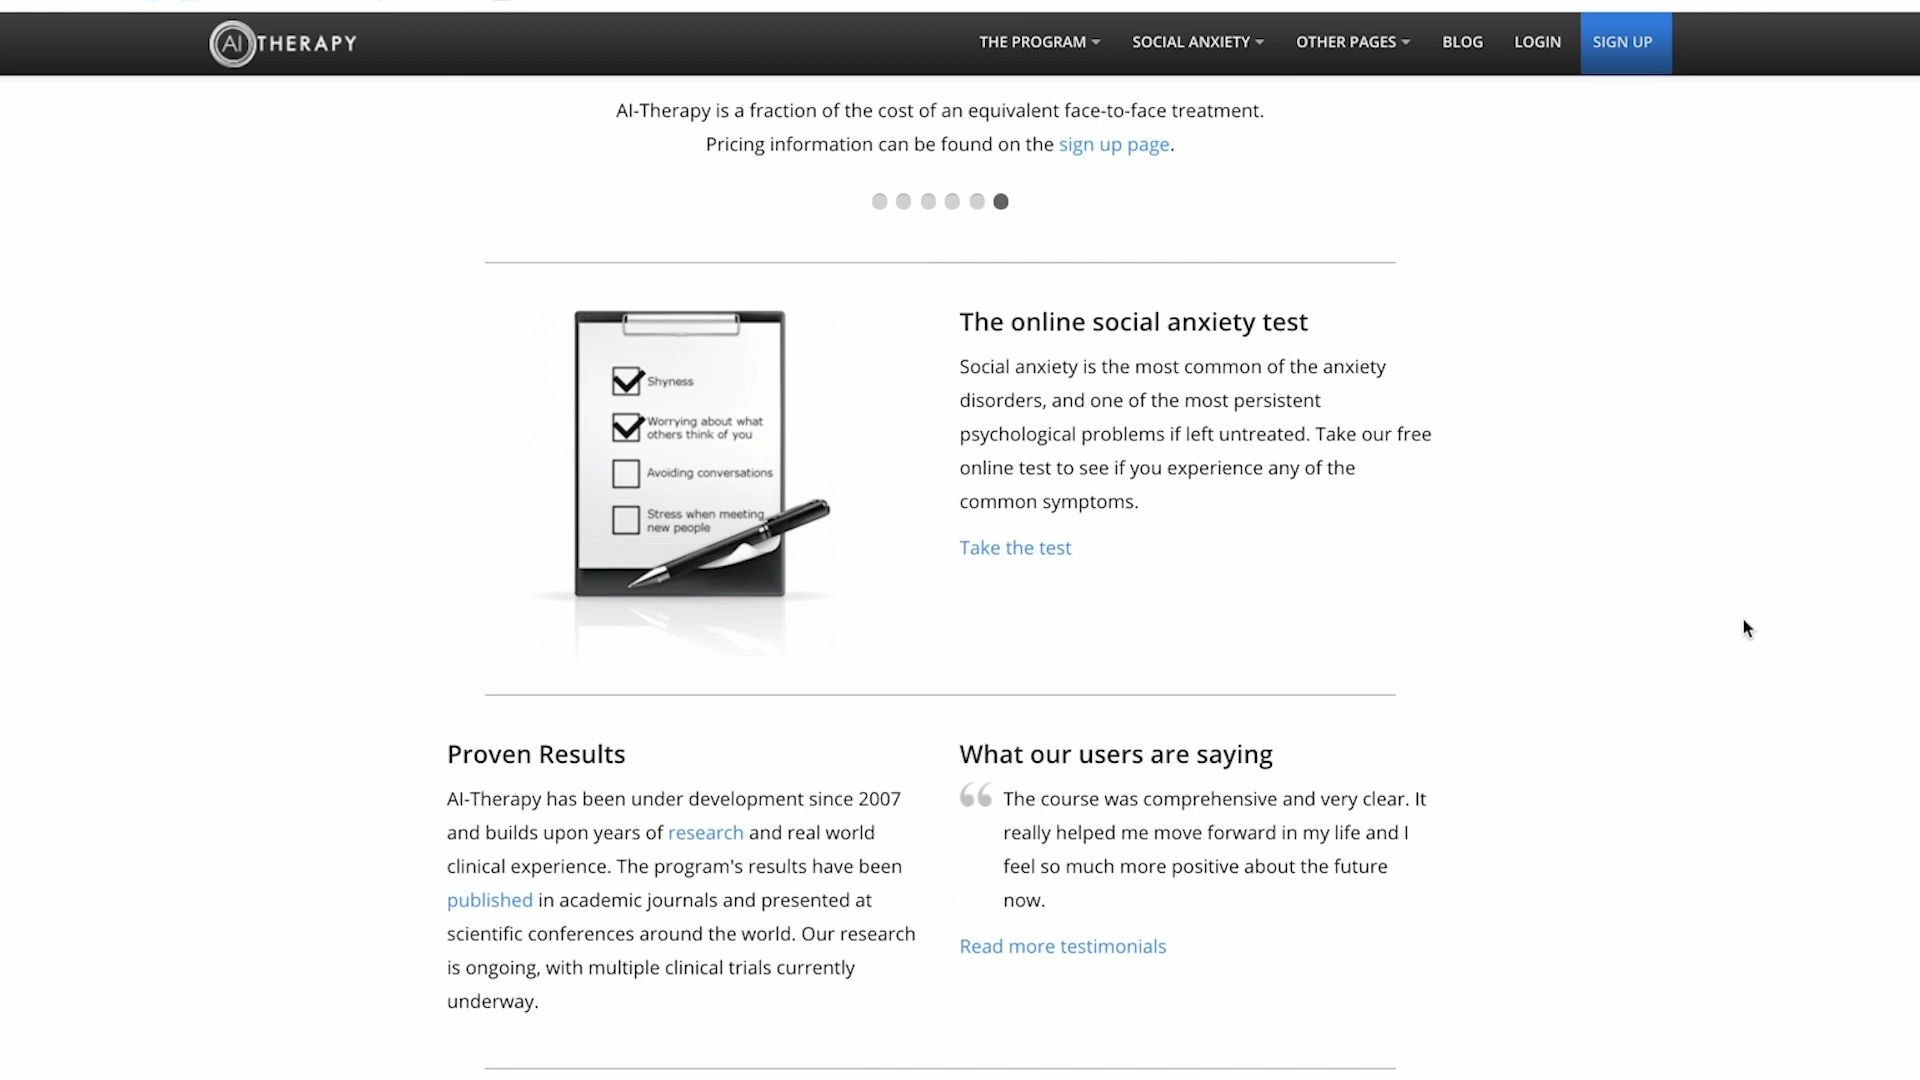 AI THERAPY
THE PROGRAM
SOCIAL ANXIETY
OTHER PAGES
BLOG
LOGIN
SIGN UP
AI-Therapy is a fraction of the cost of an equivalent face-to-face treatment.
Pricing information can be found on the sign up page.
Shyness
Worrying about what
others think of you
Avoiding conversations
Stress when meeting
new people
The online social anxiety test
Social anxiety is the most common of the anxiety
disorders, and one of the most persistent
psychological problems if left untreated. Take our free
online test to see if you experience any of the
common symptoms.
Take the test
Proven Results
AI-Therapy has been under development since 2007
and builds upon years of research and real world
clinical experience. The program's results have been
published in academic journals and presented at
scientific conferences around the world. Our research
is ongoing, with multiple clinical trials currently
underway.
What our users are saying
“ The course was comprehensive and very clear. It
really helped me move forward in my life and I
feel so much more positive about the future
now.
Read more testimonials